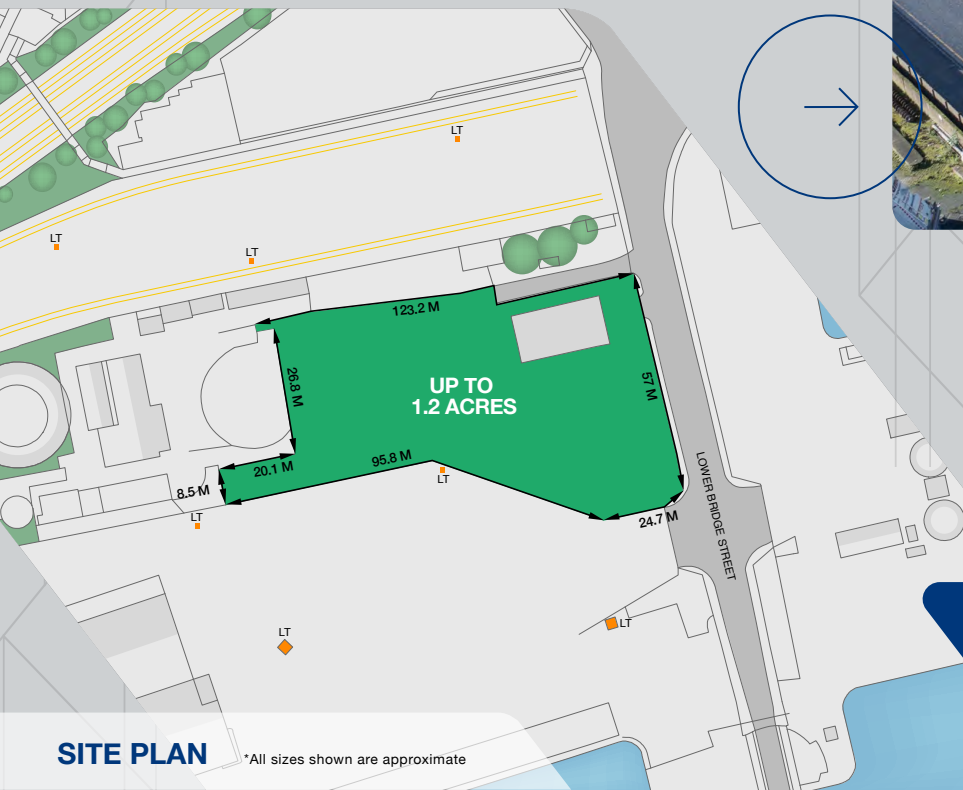 LT
LT
LT
123.2 M
26.8 M
57 M
UP TO
1.2 ACRES
95.8 M
20.1 M
LT
8.5 M
LT
24.7 M
LOWER BRIDGE STREET
LT
LT
SITE PLAN
*All sizes shown are approximate